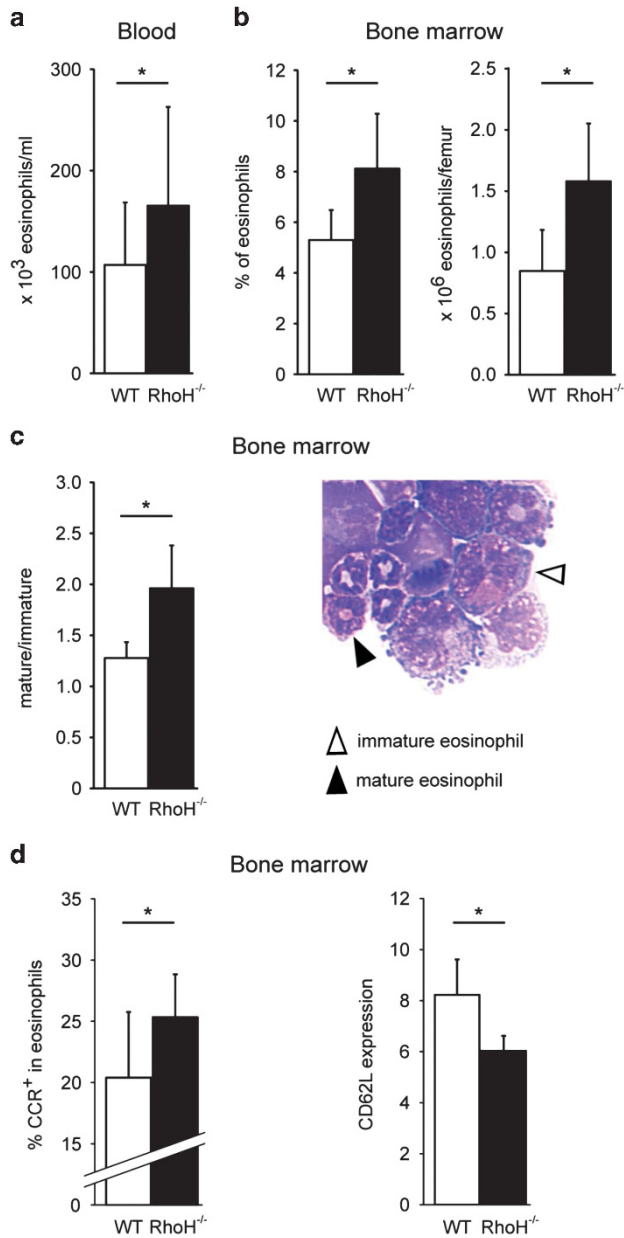 a
Blood
300
200
100
0
x 10³ eosinophils/ml
*
WT RhoH⁻/⁻
b
Bone marrow
12
10
8
6
4
2
0
% of eosinophils
*
WT RhoH⁻/⁻
2.5
2.0
1.5
1.0
0.5
0.0
x 10⁶ eosinophils/femur
*
WT RhoH⁻/⁻
c
Bone marrow
3.0
2.5
2.0
1.5
1.0
0.5
0
mature/immature
*
WT RhoH⁻/⁻
immature eosinophil
mature eosinophil
d
Bone marrow
35
30
25
20
15
0
% CCR⁺ in eosinophils
*
WT RhoH⁻/⁻
12
10
8
6
4
2
0
CD62L expression
*
WT RhoH⁻/⁻